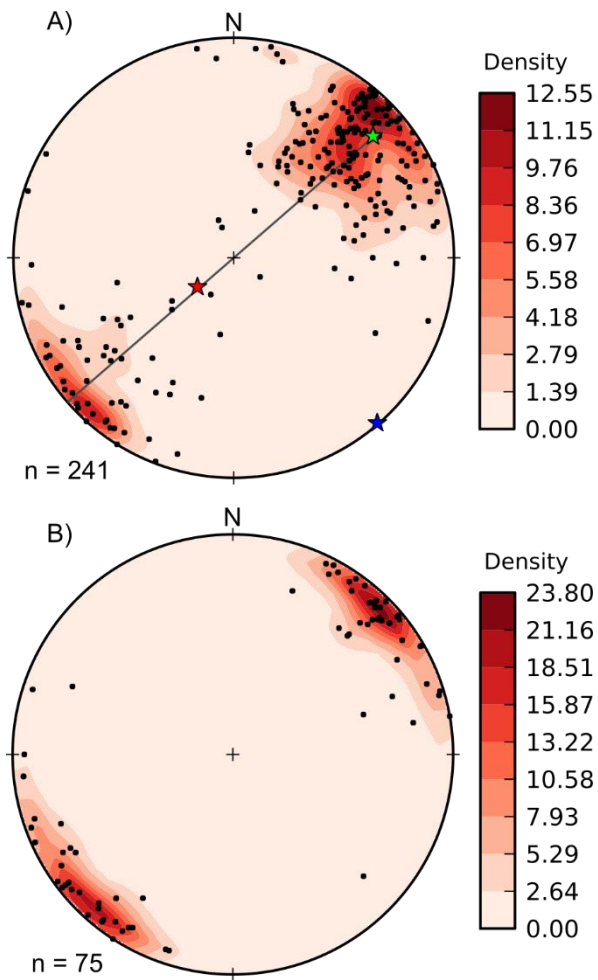 A)
N
Density
12.55
11.15
9.76
8.36
6.97
5.58
4.18
2.79
1.39
0.00
n = 241
B)
N
Density
23.80
21.16
18.51
15.87
13.22
10.58
7.93
5.29
2.64
0.00
n = 75